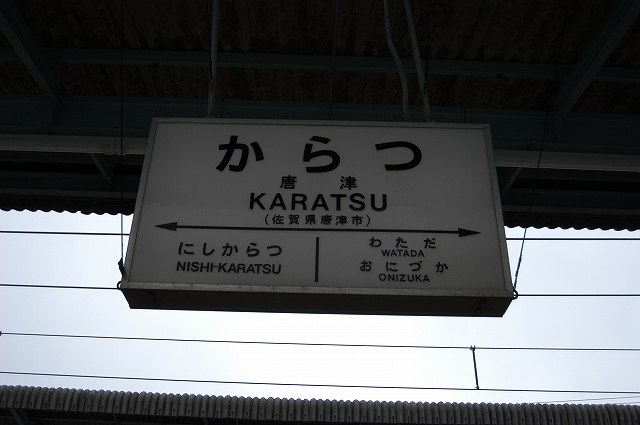 からつ
唐津
KARATSU
(佐賀県唐津市)
にしからつ
NISHI-KARATSU
わただ
WATADA
おにづか
ONIZUKA